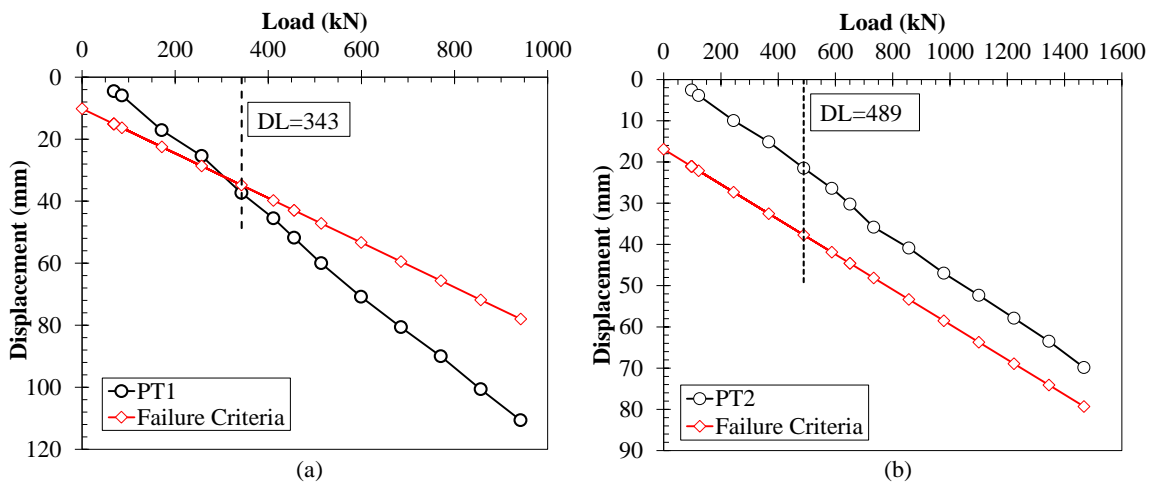 Load (kN)
0 200 400 600 800 1000
0
20
40
60
80
100
120
Displacement (mm)
DL=343
PT1
Failure Criteria
(a)
Load (kN)
0 200 400 600 800 1000 1200 1400 1600
0
10
20
30
40
50
60
70
80
90
Displacement (mm)
DL=489
PT2
Failure Criteria
(b)